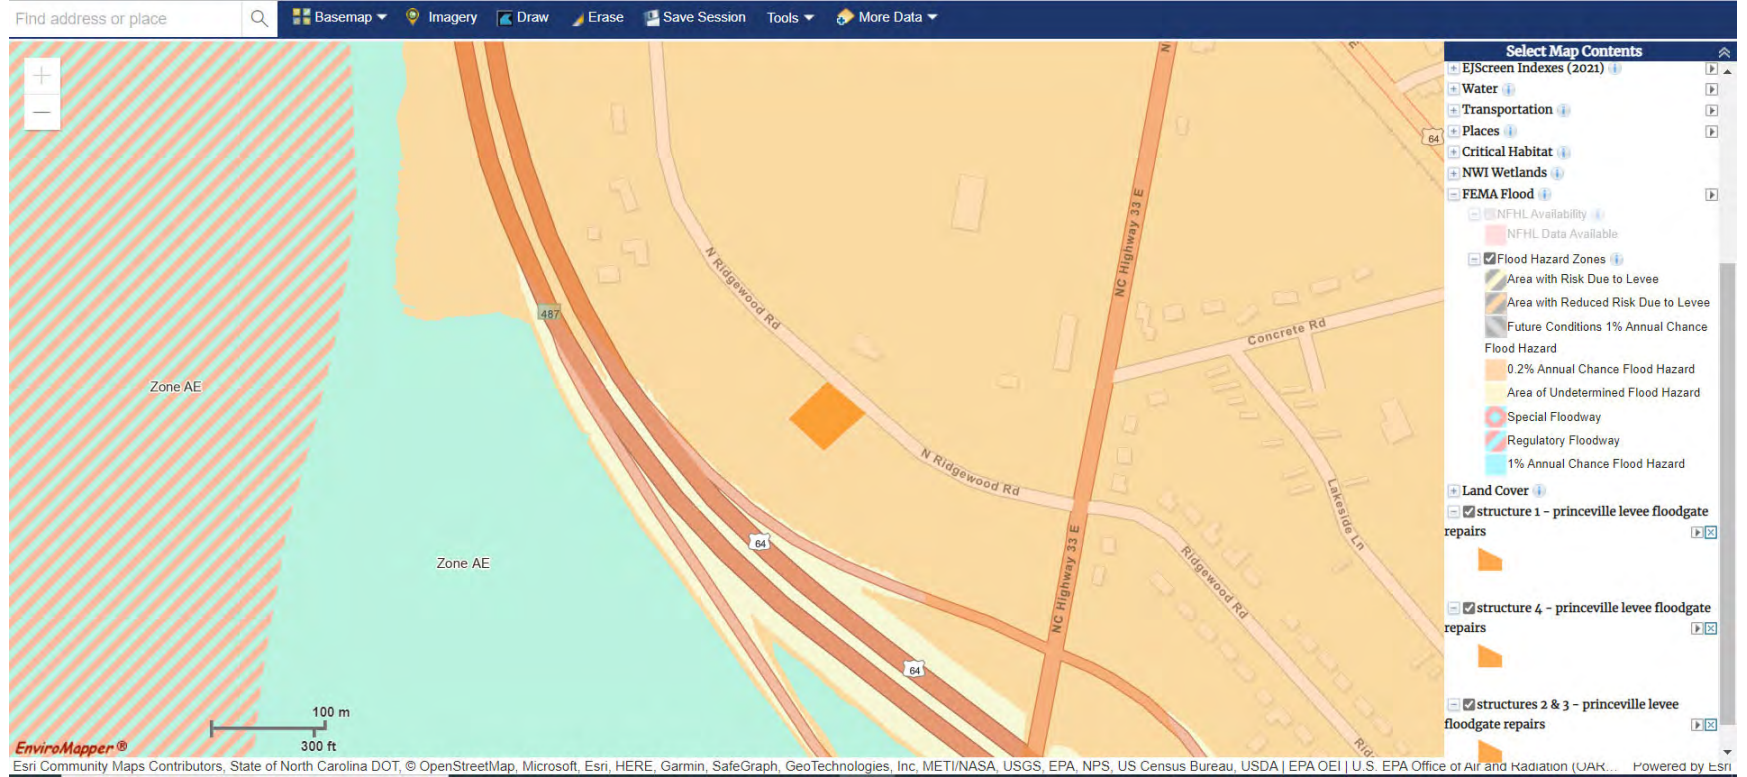 Find address or place
Basemap
Imagery
Draw
Erase
Save Session
Tools
More Data
Select Map Contents
EJScreen Indexes (2021)
Water
Transportation
Places
Critical Habitat
NWI Wetlands
FEMA Flood
NFHL Availability
NFHL Data Available
Flood Hazard Zones
Area with Risk Due to Levee
Area with Reduced Risk Due to Levee
Future Conditions 1% Annual Chance
Flood Hazard
0.2% Annual Chance Flood Hazard
Area of Undetermined Flood Hazard
Special Floodway
Regulatory Floodway
1% Annual Chance Flood Hazard
Land Cover
structure 1 - princeville levee floodgate
repairs
structure 4 - princeville levee floodgate
repairs
structures 2 & 3 - princeville levee
floodgate repairs
64
NC Highway 33 E
N Ridgewood Rd
487
Concrete Rd
Zone AE
N Ridgewood Rd
Lakeside Ln
64
Zone AE
NC Highway 33 E
Ridgewood Rd
64
100 m
300 ft
EnviroMapper ®
Esri Community Maps Contributors, State of North Carolina DOT, © OpenStreetMap, Microsoft, Esri, HERE, Garmin, SafeGraph, GeoTechnologies, Inc, METI/NASA, USGS, EPA, NPS, US Census Bureau, USDA | EPA OEI | U.S. EPA Office of Air and Radiation (OAR... Powered by Esri